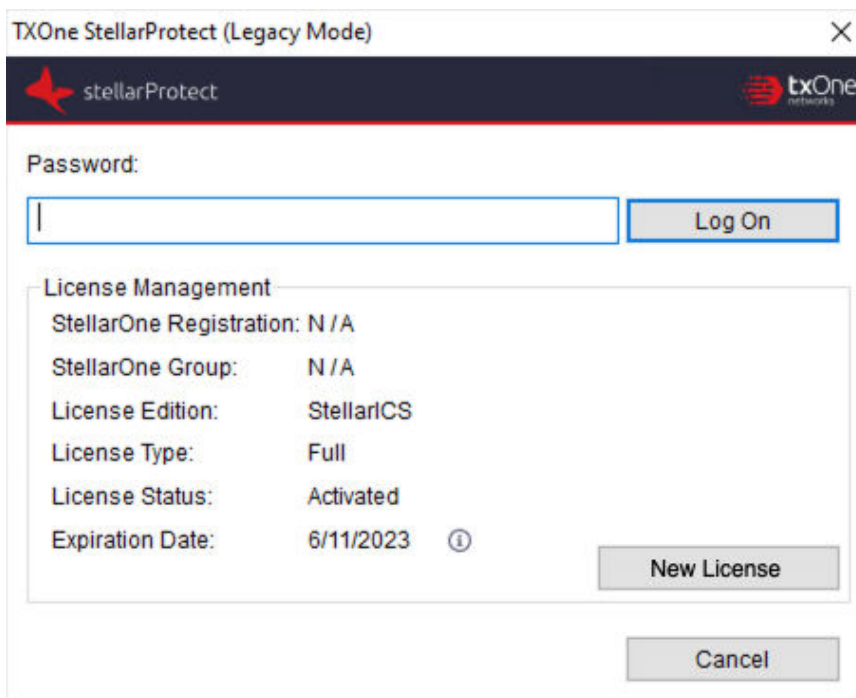 TXOne StellarProtect (Legacy Mode)
stellarProtect
txOne
networks
Password:
Log On
License Management
StellarOne Registration: N / A
StellarOne Group: N / A
License Edition: StellarICS
License Type: Full
License Status: Activated
Expiration Date: 6/11/2023
New License
Cancel